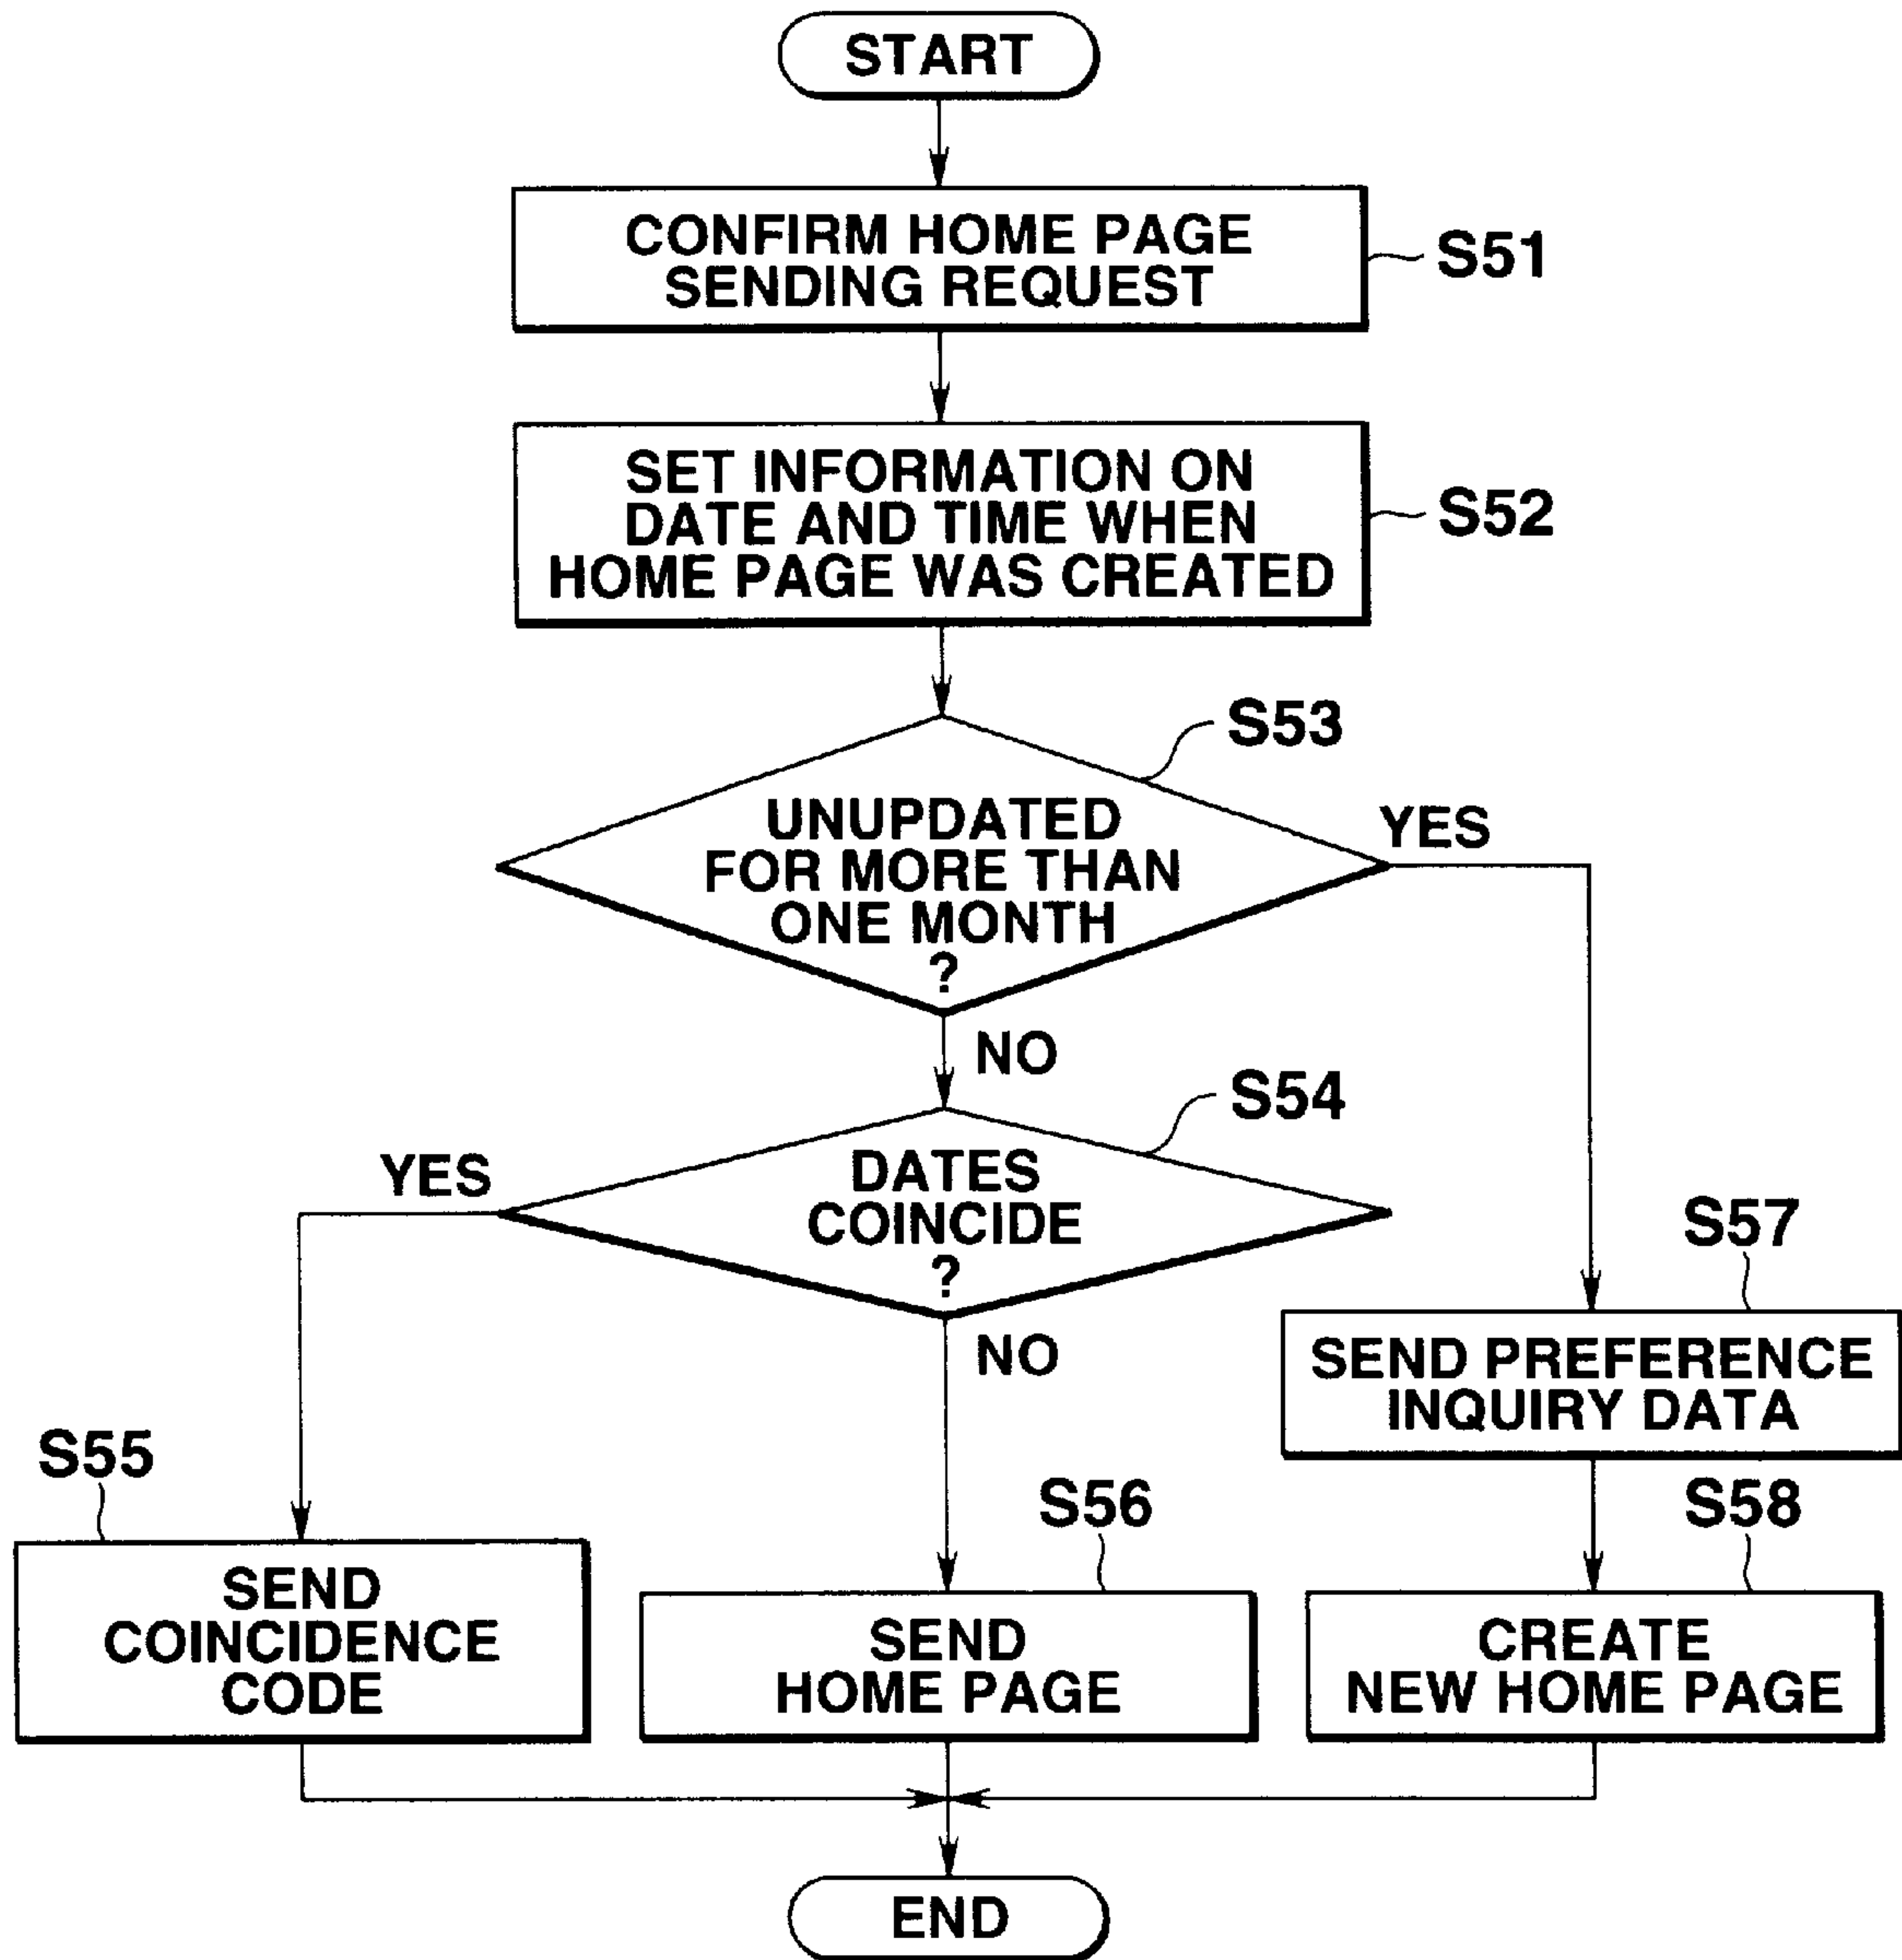 START
CONFIRM HOME PAGE
SENDING REQUEST
S51
SET INFORMATION ON
DATE AND TIME WHEN
HOME PAGE WAS CREATED
S52
S53
UNUPDATED
FOR MORE THAN
ONE MONTH
?
YES
NO
S54
DATES
COINCIDE
?
YES
NO
S57
SEND PREFERENCE
INQUIRY DATA
S55
SEND
COINCIDENCE
CODE
S56
SEND
HOME PAGE
S58
CREATE
NEW HOME PAGE
END